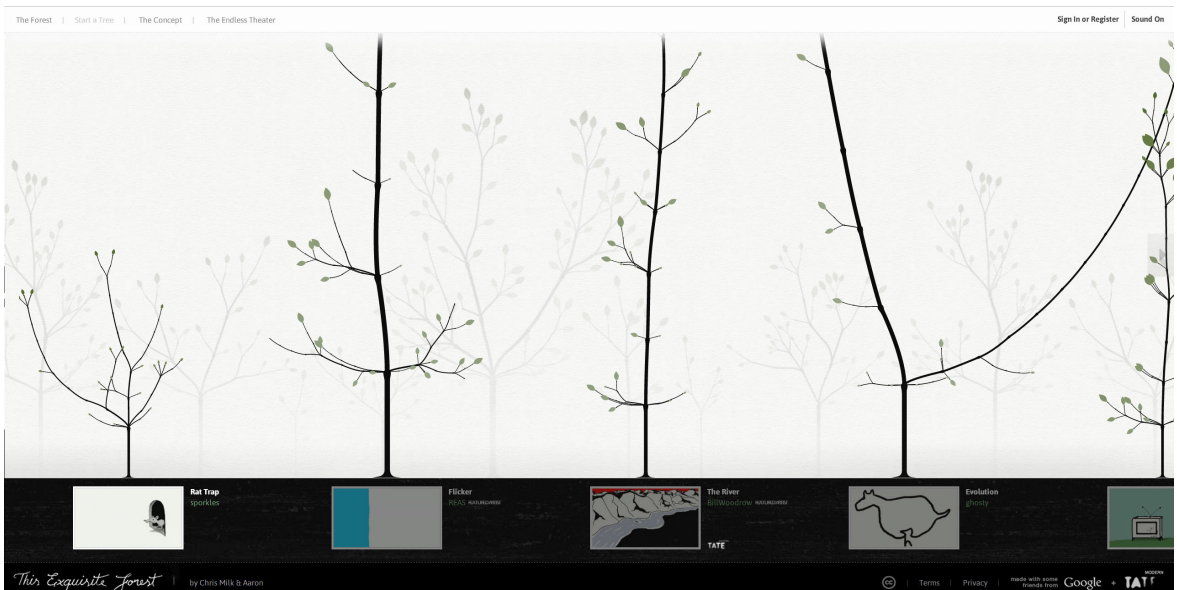 The Forest | Start a Tree | The Concept | The Endless Theater
Sign In or Register | Sound On
Rat Trap
sporkles
Flicker
REAS
The River
BillWoodrow
TATE
Evolution
ghosty
This Exquisite Forest | by Chris Milk & Aaron
cc | Terms | Privacy | made with some friends from Google + TATE MODERN